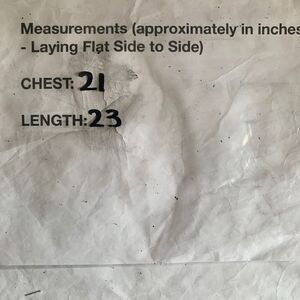 Measurements (approximately in inches
- Laying Flat Side to Side)
CHEST: 21
LENGTH: 23